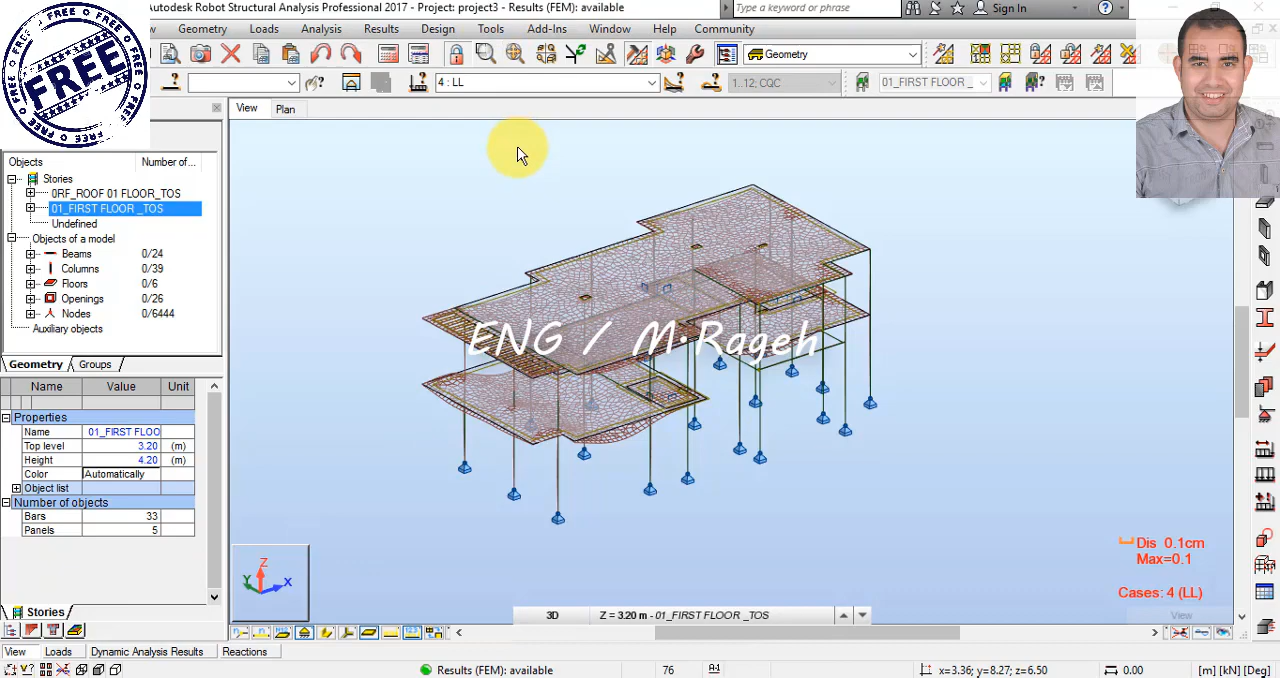 Autodesk Robot Structural Analysis Professional 2017 - Project: project3 - Results (FEM): available
Type a keyword or phrase
Sign In
Geometry Loads Analysis Results Design Tools Add-Ins Window Help Community
Geometry
4 : LL
1..12; CQC
01_FIRST FLOOR _
FREE
FREE FREE FREE FREE
View Plan
Objects Number of...
Stories
0RF_ROOF 01 FLOOR_TOS
01_FIRST FLOOR _TOS
Undefined
Objects of a model
Beams 0/24
Columns 0/39
Floors 0/6
Openings 0/26
Nodes 0/6444
Auxiliary objects
Geometry Groups
Name Value Unit
Properties
Name 01_FIRST FLOO
Top level 3.20 (m)
Height 4.20 (m)
Color Automatically
Object list
Number of objects
Bars 33
Panels 5
Stories
ENG / M.Rageh
Z
Y X
Dis 0.1cm
Max=0.1
Cases: 4 (LL)
View
3D Z = 3.20 m - 01_FIRST FLOOR _TOS
View Loads Dynamic Analysis Results Reactions
Results (FEM): available 76 x=3.36; y=8.27; z=6.50 0.00 [m] [kN] [Deg]